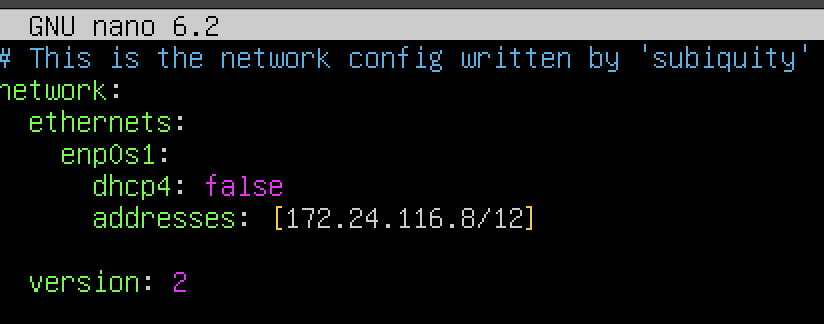 GNU nano 6.2
# This is the network config written by 'subiquity'
network:
  ethernets:
    enp0s1:
      dhcp4: false
      addresses: [172.24.116.8/12]
  version: 2